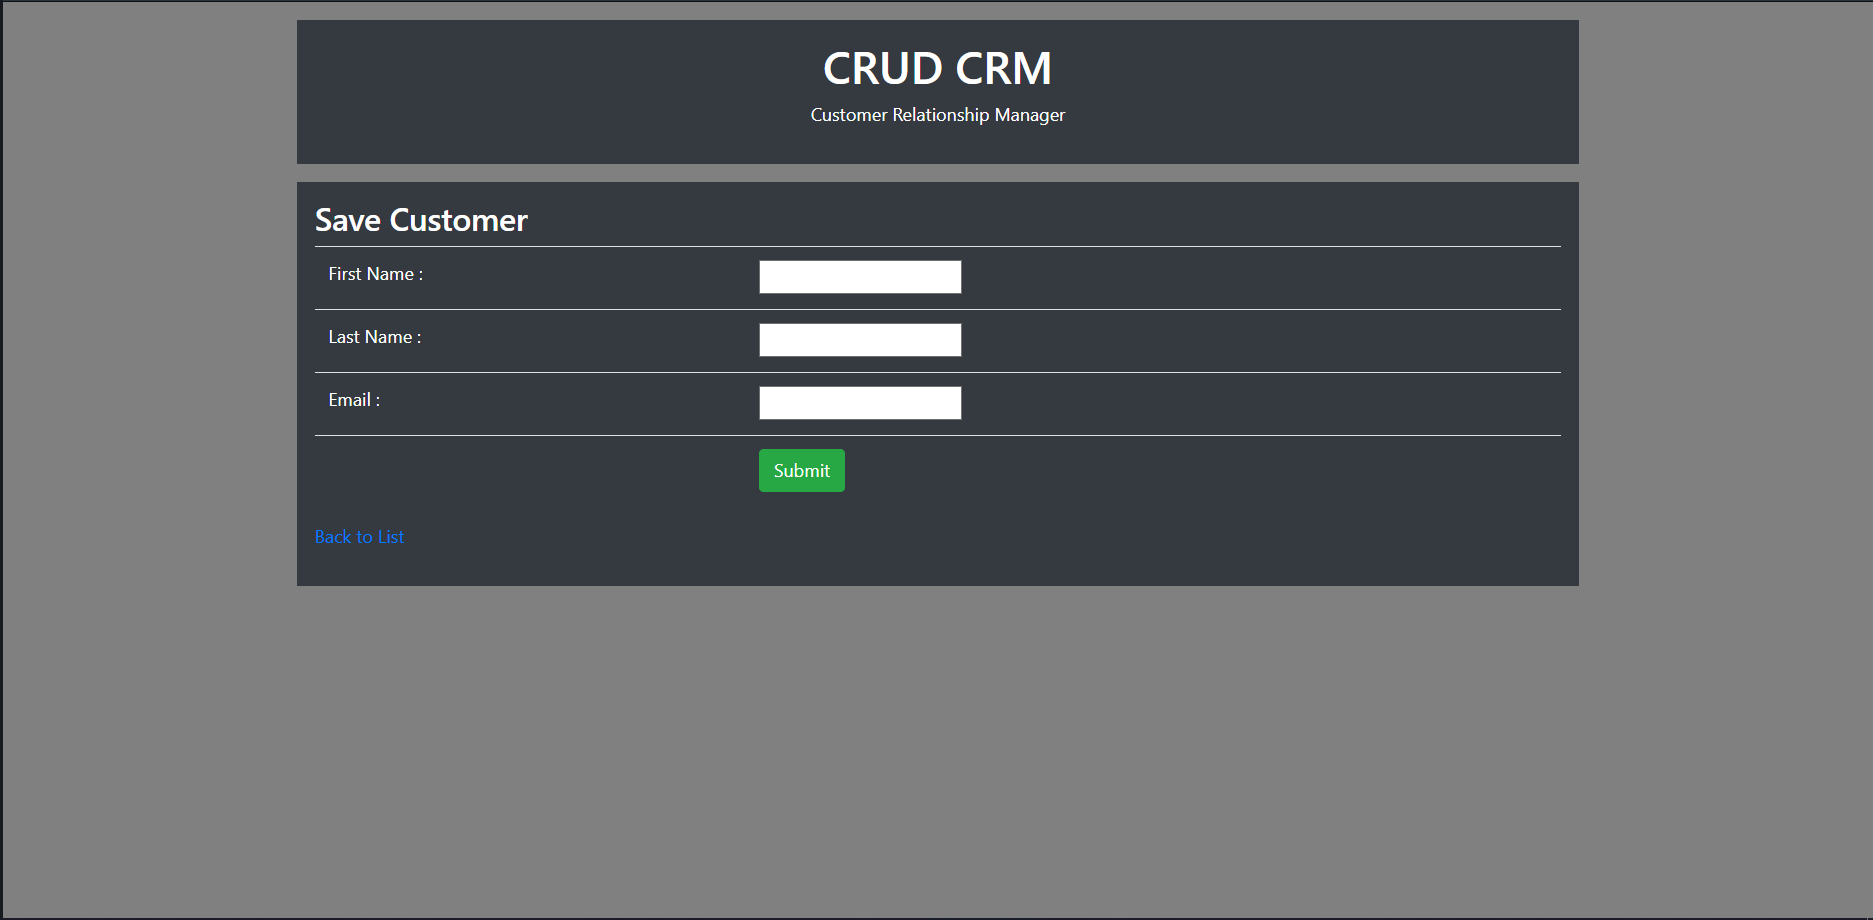 CRUD CRM
Customer Relationship Manager
Save Customer
First Name :
Last Name :
Email :
Submit
Back to List